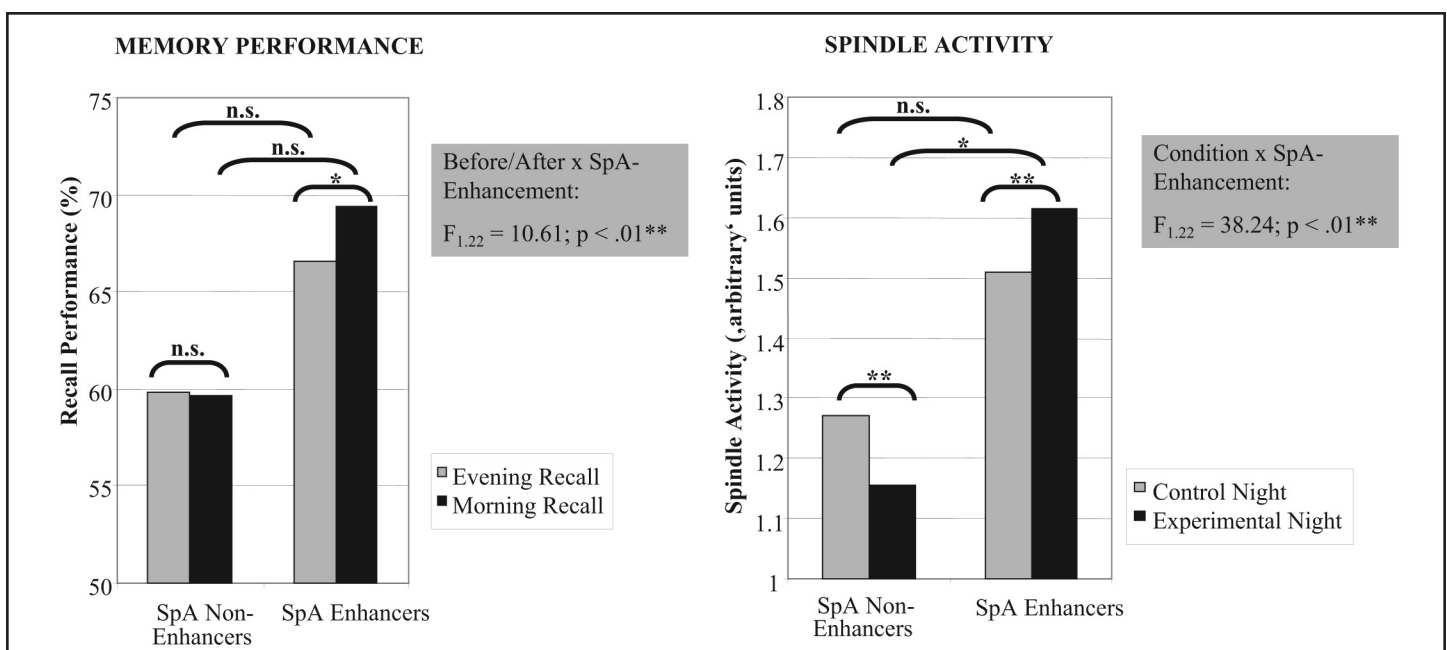 MEMORY PERFORMANCE
75
70
65
60
55
50
Recall Performance (%)
n.s.
n.s.
*
n.s.
SpA Non-
Enhancers
SpA Enhancers
Before/After x SpA-
Enhancement:
F1.22 = 10.61; p < .01**
Evening Recall
Morning Recall
SPINDLE ACTIVITY
1.8
1.7
1.6
1.5
1.4
1.3
1.2
1.1
1
Spindle Activity (‚arbitrary‘ units)
n.s.
*
**
**
SpA Non-
Enhancers
SpA Enhancers
Condition x SpA-
Enhancement:
F1.22 = 38.24; p < .01**
Control Night
Experimental Night